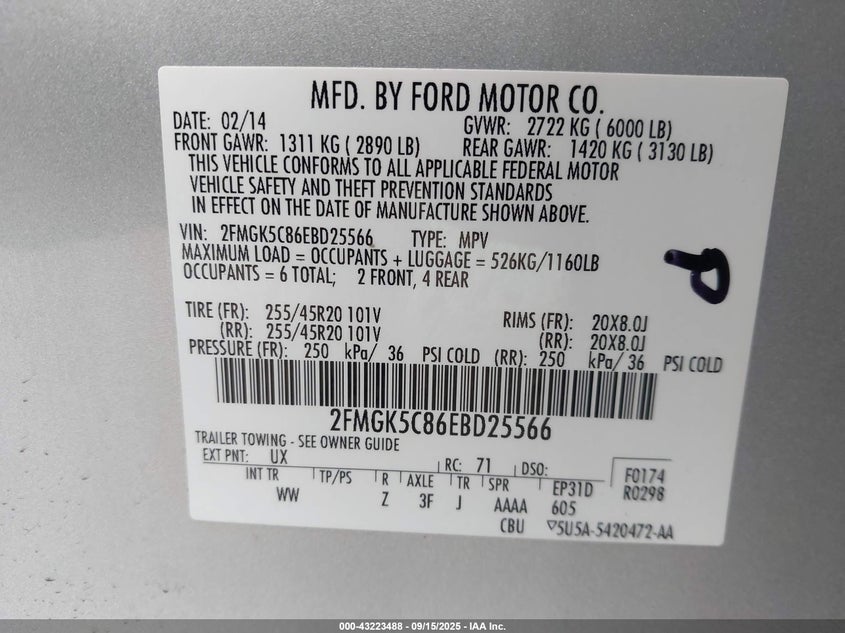 MFD. BY FORD MOTOR CO.
DATE: 02/14 GVWR: 2722 KG ( 6000 LB)
FRONT GAWR: 1311 KG ( 2890 LB) REAR GAWR: 1420 KG ( 3130 LB)
THIS VEHICLE CONFORMS TO ALL APPLICABLE FEDERAL MOTOR
VEHICLE SAFETY AND THEFT PREVENTION STANDARDS
IN EFFECT ON THE DATE OF MANUFACTURE SHOWN ABOVE.
VIN: 2FMGK5C86EBD25566 TYPE: MPV
MAXIMUM LOAD = OCCUPANTS + LUGGAGE = 526KG/1160LB
OCCUPANTS = 6 TOTAL; 2 FRONT, 4 REAR
TIRE (FR): 255/45R20 101V RIMS (FR): 20X8.0J
(RR): 255/45R20 101V (RR): 20X8.0J
PRESSURE (FR): 250 kPa/ 36 PSI COLD (RR): 250 kPa/ 36 PSI COLD
2FMGK5C86EBD25566
TRAILER TOWING - SEE OWNER GUIDE
EXT PNT: UX RC: 71 DSO: F0174
R0298
INT TR TP/PS R AXLE TR SPR EP31D
WW Z 3F J AAAA 605
CBU 5U5A-5420472-AA
000-43223488 - 09/15/2025 - IAA Inc.